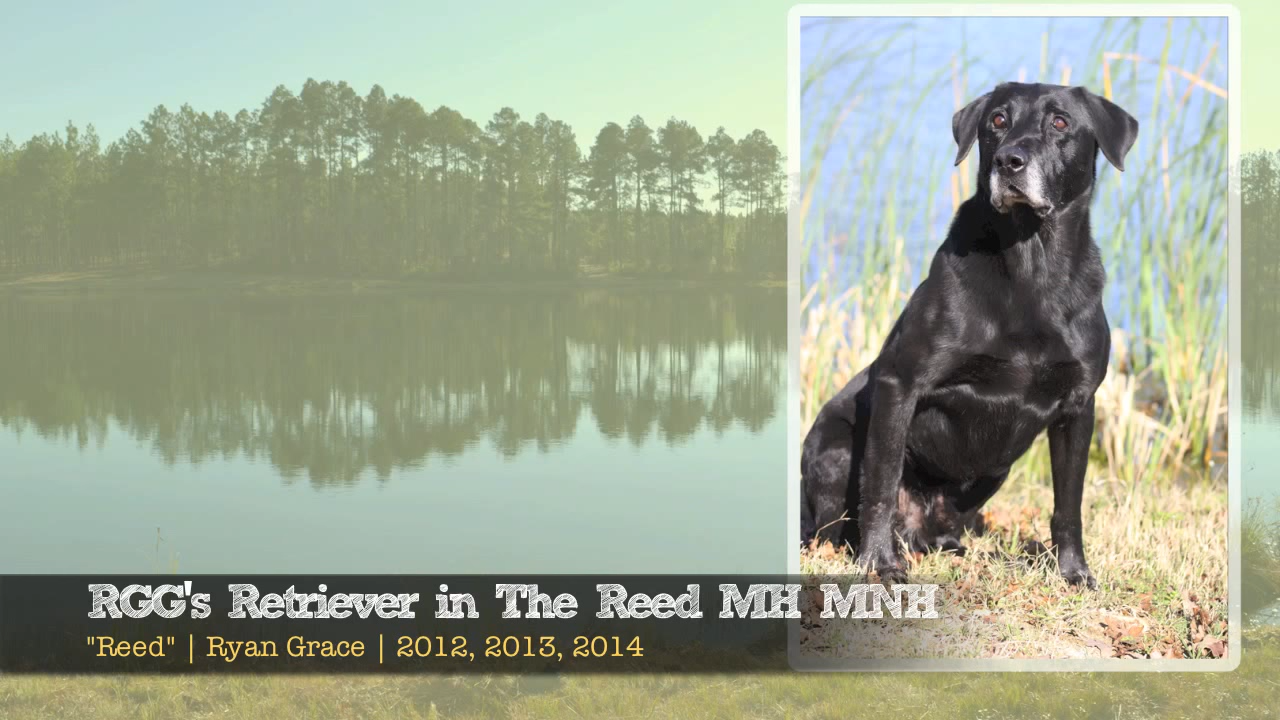 RGG's Retriever in The Reed MH MNH
"Reed" | Ryan Grace | 2012, 2013, 2014